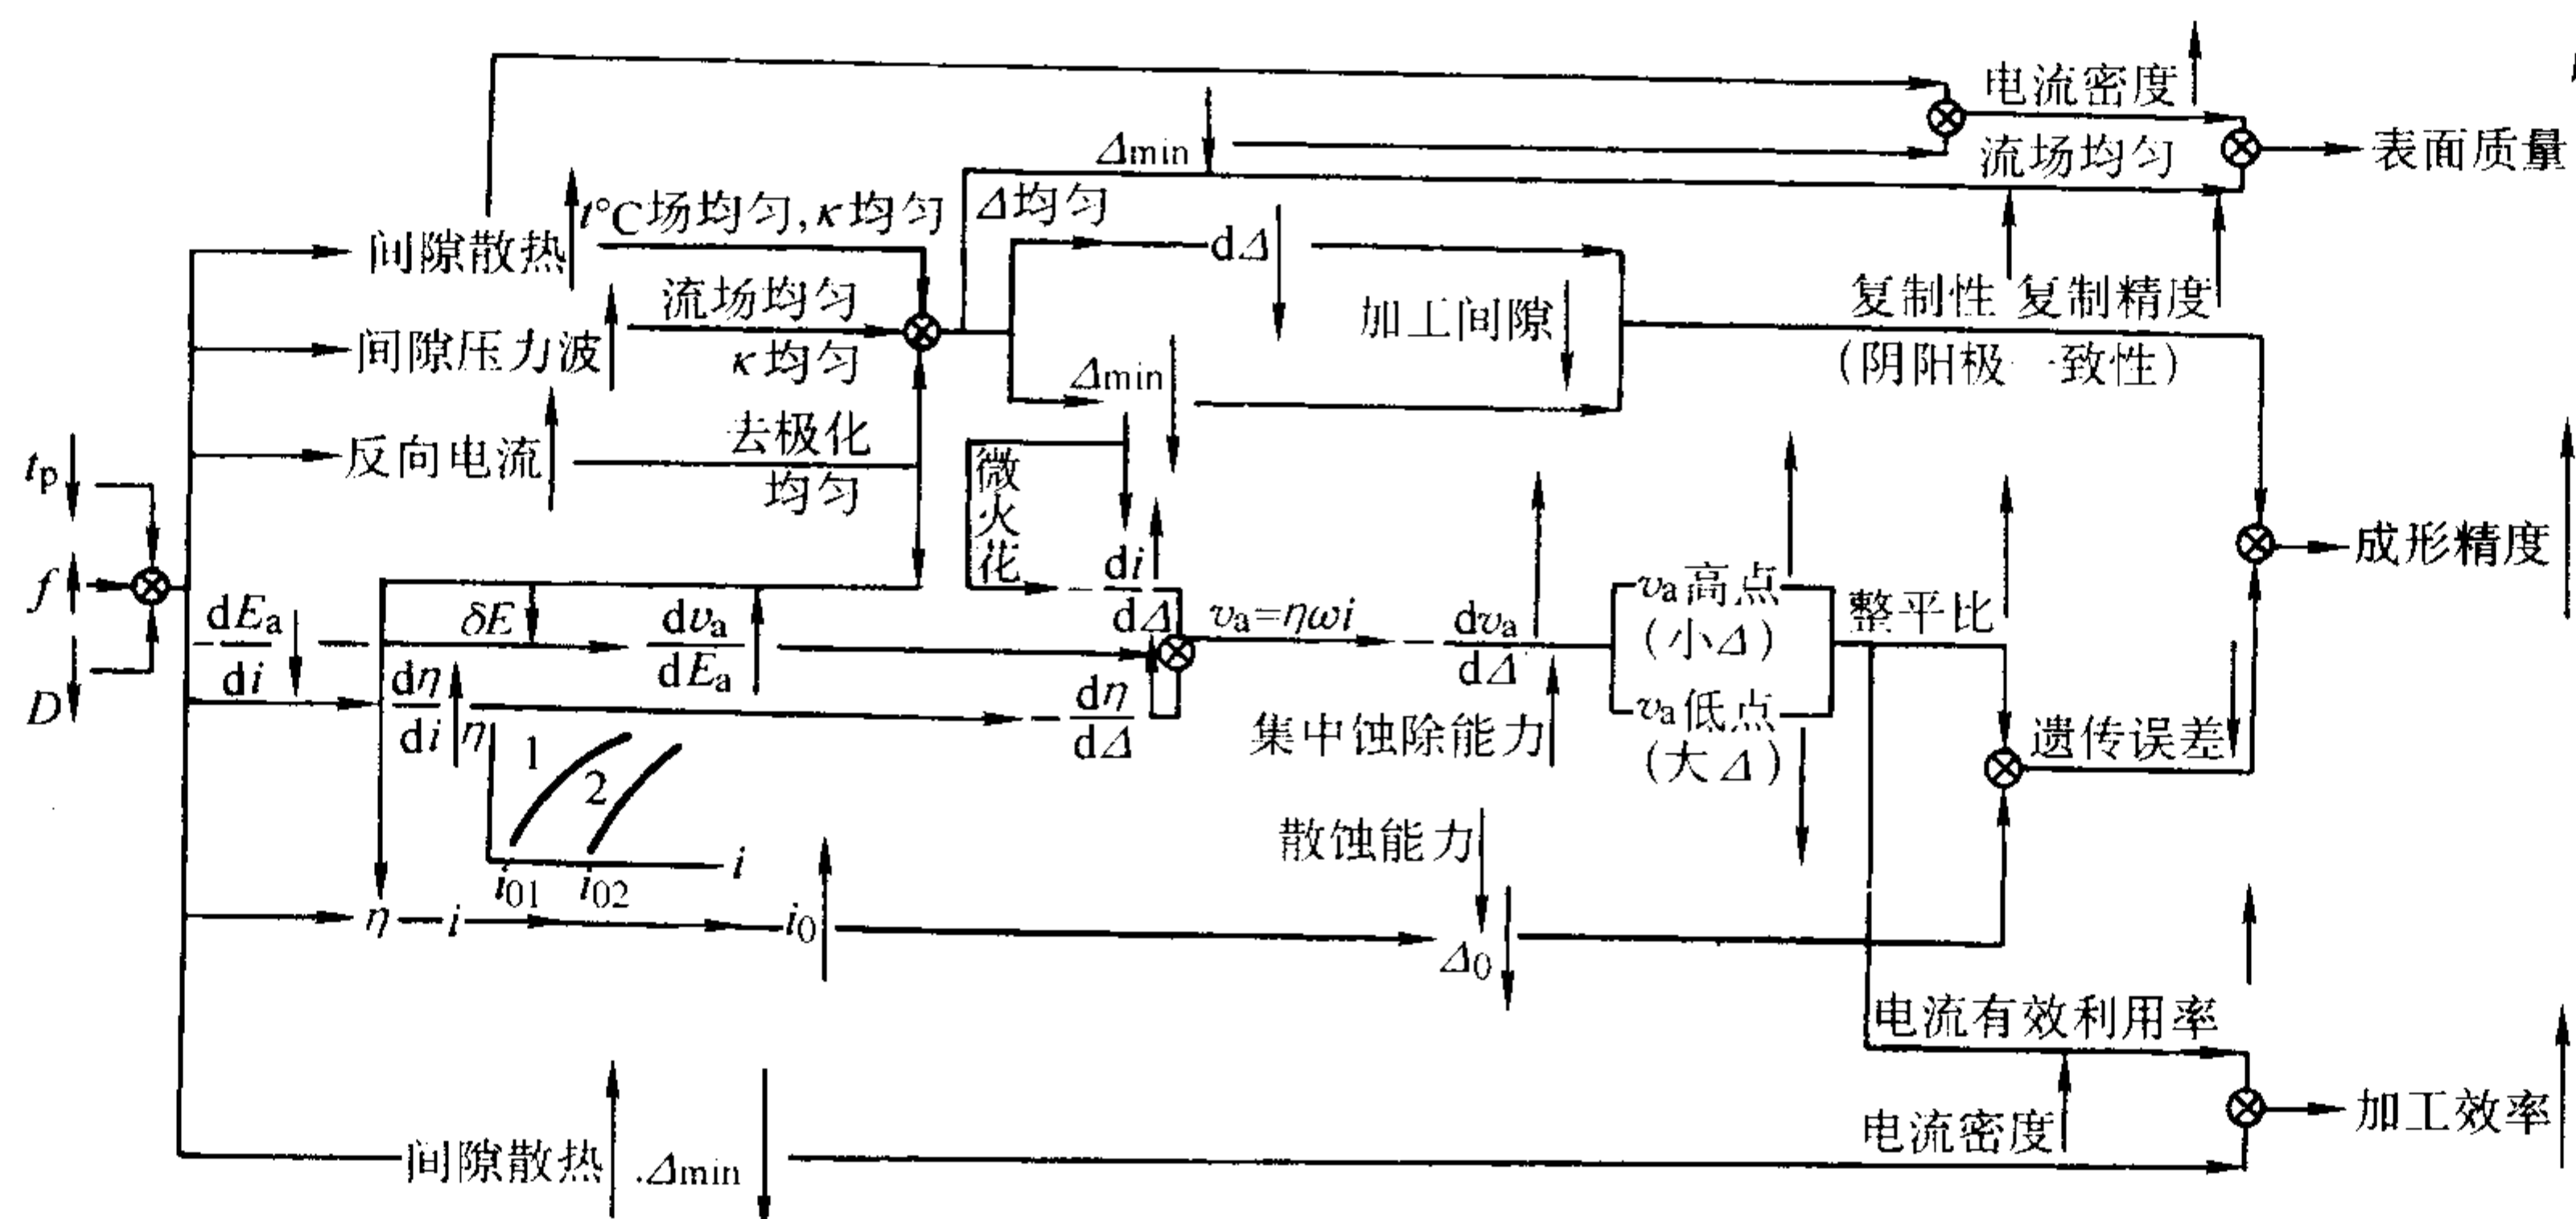 电流密度
Δmin
流场均匀
表面质量
t°C场均匀,κ均匀
Δ均匀
间隙散热
dΔ
流场均匀
加工间隙
复制性 复制精度
间隙压力波
κ均匀
Δmin
(阴阳极一致性)
去极化
反向电流
均匀
微火花
tp
f
D
成形精度
-dEa/di
δE
dva/dEa
-di/dΔ
va=ηωi
-dva/dΔ
va高点
(小Δ)
整平比
dη/di
-dη/dΔ
集中蚀除能力
va低点
(大Δ)
遗传误差
η
1
2
i
i01
i02
散蚀能力
η—i
i0
Δ0
电流有效利用率
电流密度
加工效率
间隙散热
.Δmin